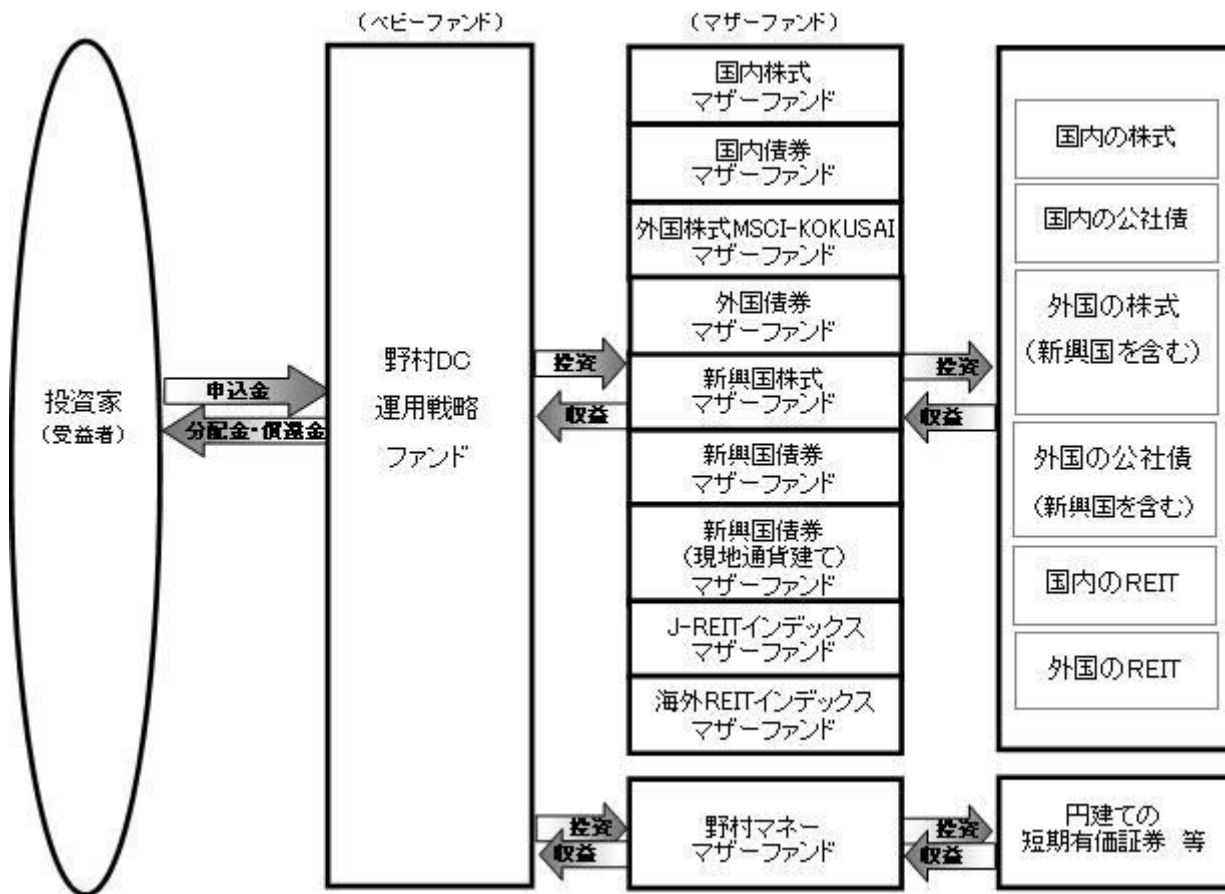 （ベビーファンド）
（マザーファンド）
投資家
（受益者）
申込金
分配金・償還金
野村DC
運用戦略
ファンド
投資
収益
国内株式
マザーファンド
国内債券
マザーファンド
外国株式MSCI-KOKUSAI
マザーファンド
外国債券
マザーファンド
新興国株式
マザーファンド
新興国債券
マザーファンド
新興国債券
（現地通貨建て）
マザーファンド
J-REITインデックス
マザーファンド
海外REITインデックス
マザーファンド
投資
収益
国内の株式
国内の公社債
外国の株式
（新興国を含む）
外国の公社債
（新興国を含む）
国内のREIT
外国のREIT
投資
収益
野村マネー
マザーファンド
投資
収益
円建ての
短期有価証券 等